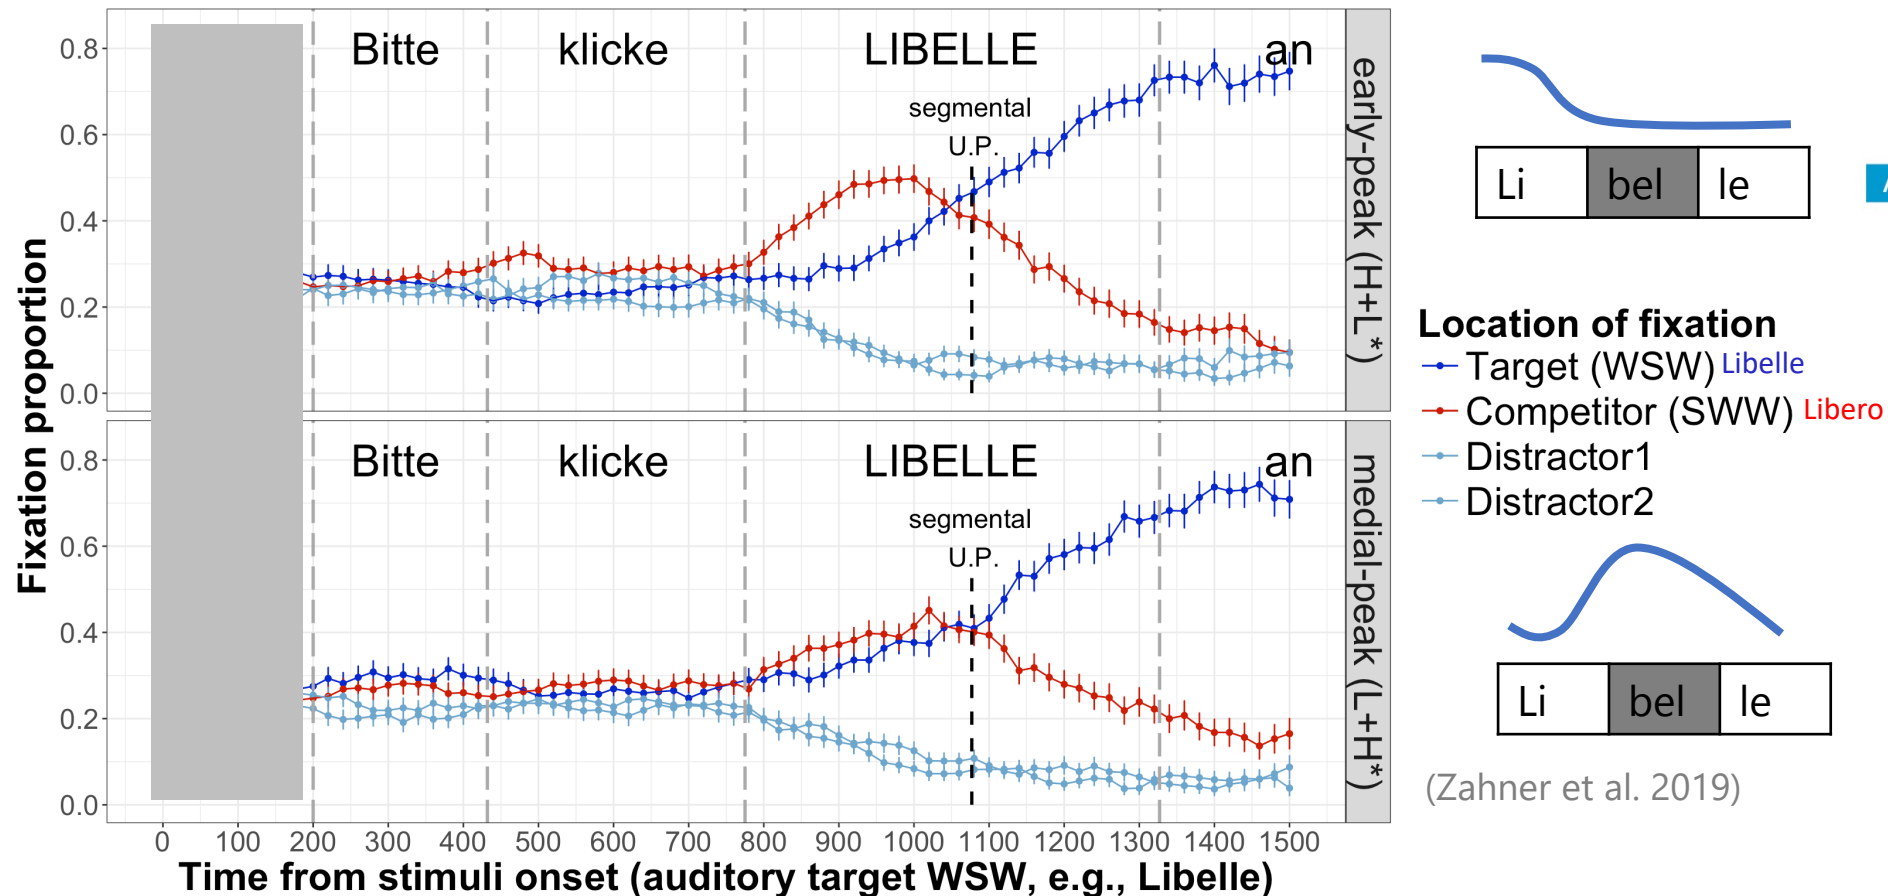 Fixation proportion
0.8
0.6
0.4
0.2
0.0
Bitte klicke LIBELLE an
segmental
U.P.
early-peak (H+L*)
0.8
0.6
0.4
0.2
0.0
Bitte klicke LIBELLE an
segmental
U.P.
medial-peak (L+H*)
0 100 200 300 400 500 600 700 800 900 1000 1100 1200 1300 1400 1500
Time from stimuli onset (auditory target WSW, e.g., Libelle)
Li bel le
Location of fixation
Target (WSW) Libelle
Competitor (SWW) Libero
Distractor1
Distractor2
Li bel le
(Zahner et al. 2019)